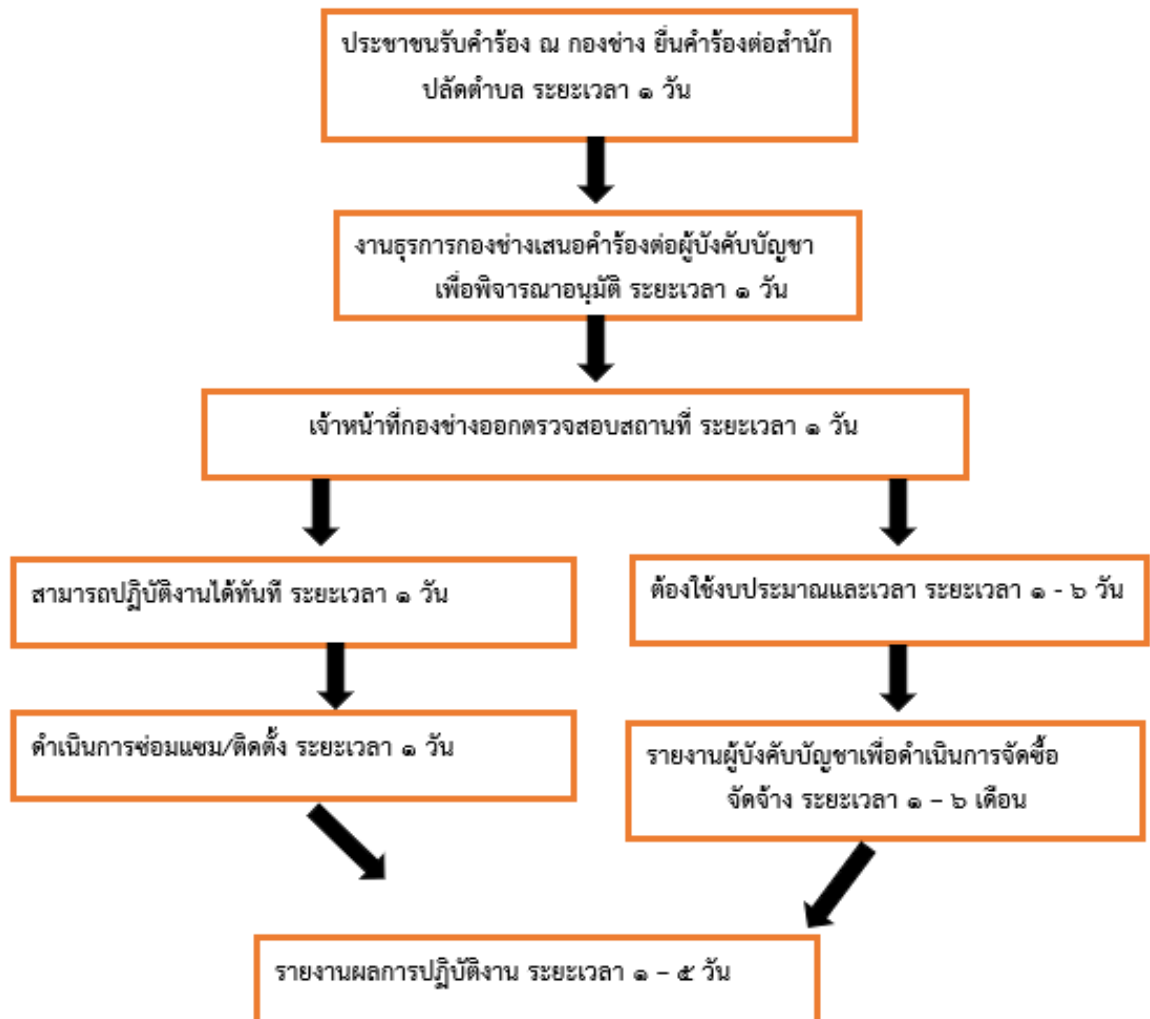 ประชาชนรับคำร้อง ณ กองช่าง ยื่นคำร้องต่อสำนัก
ปลัดตำบล ระยะเวลา ๑ วัน
งานธุรการกองช่างเสนอคำร้องต่อผู้บังคับบัญชา
เพื่อพิจารณาอนุมัติ ระยะเวลา ๑ วัน
เจ้าหน้าที่กองช่างออกตรวจสอบสถานที่ ระยะเวลา ๑ วัน
สามารถปฏิบัติงานได้ทันที ระยะเวลา ๑ วัน
ต้องใช้งบประมาณและเวลา ระยะเวลา ๑ - ๖ วัน
ดำเนินการซ่อมแซม/ติดตั้ง ระยะเวลา ๑ วัน
รายงานผู้บังคับบัญชาเพื่อดำเนินการจัดซื้อ
จัดจ้าง ระยะเวลา ๑ – ๖ เดือน
รายงานผลการปฏิบัติงาน ระยะเวลา ๑ – ๕ วัน